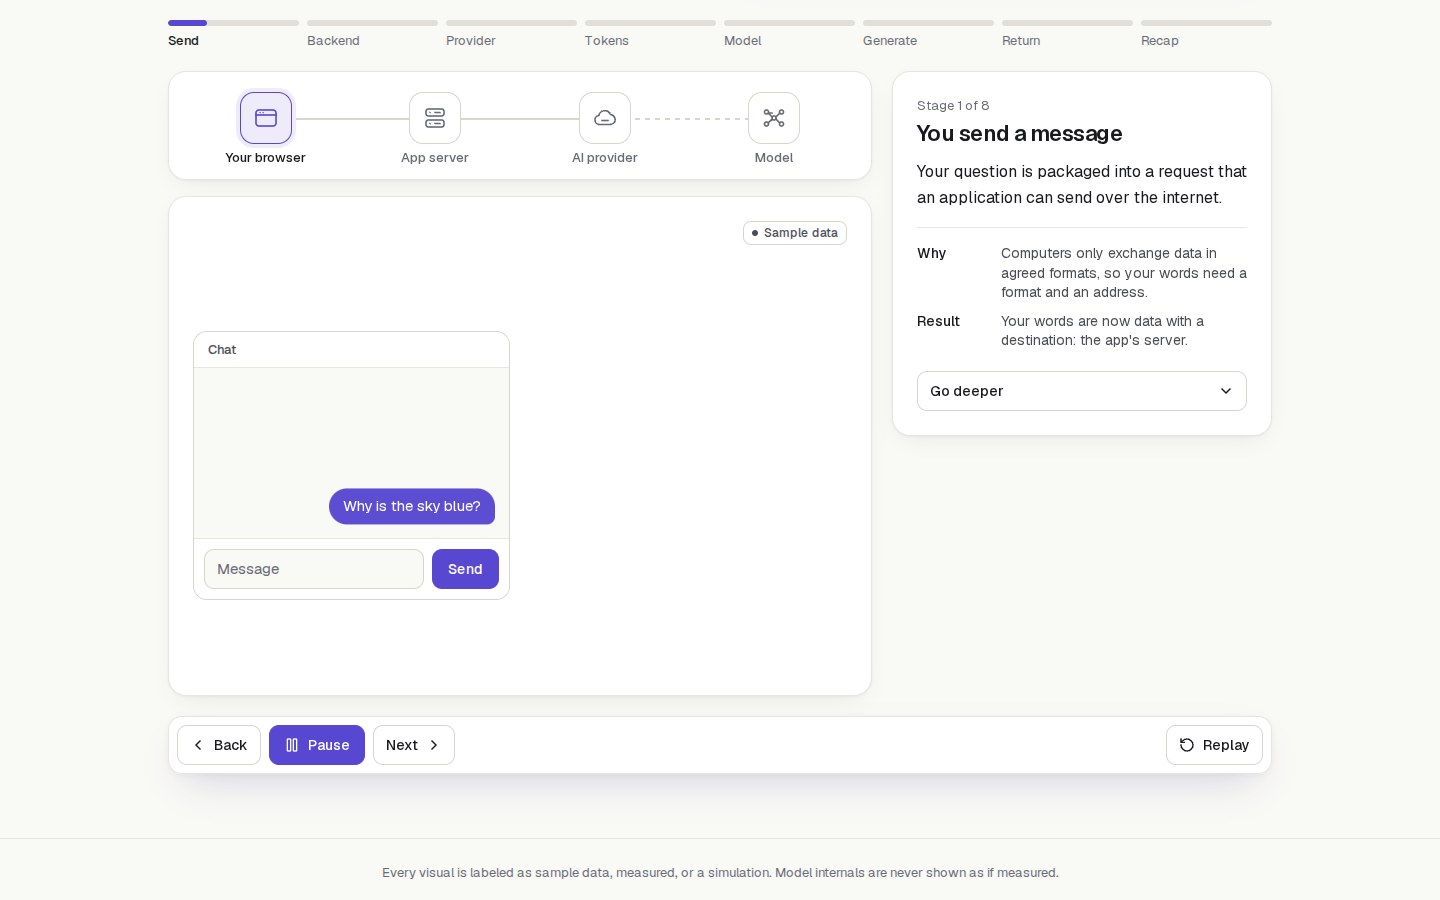 Send
Backend
Provider
Tokens
Model
Generate
Return
Recap
Your browser
App server
AI provider
Model
Sample data
Chat
Why is the sky blue?
Message
Send
Stage 1 of 8
You send a message
Your question is packaged into a request that
an application can send over the internet.
Why
Computers only exchange data in
agreed formats, so your words need a
format and an address.
Result
Your words are now data with a
destination: the app's server.
Go deeper
Back
Pause
Next
Replay
Every visual is labeled as sample data, measured, or a simulation. Model internals are never shown as if measured.